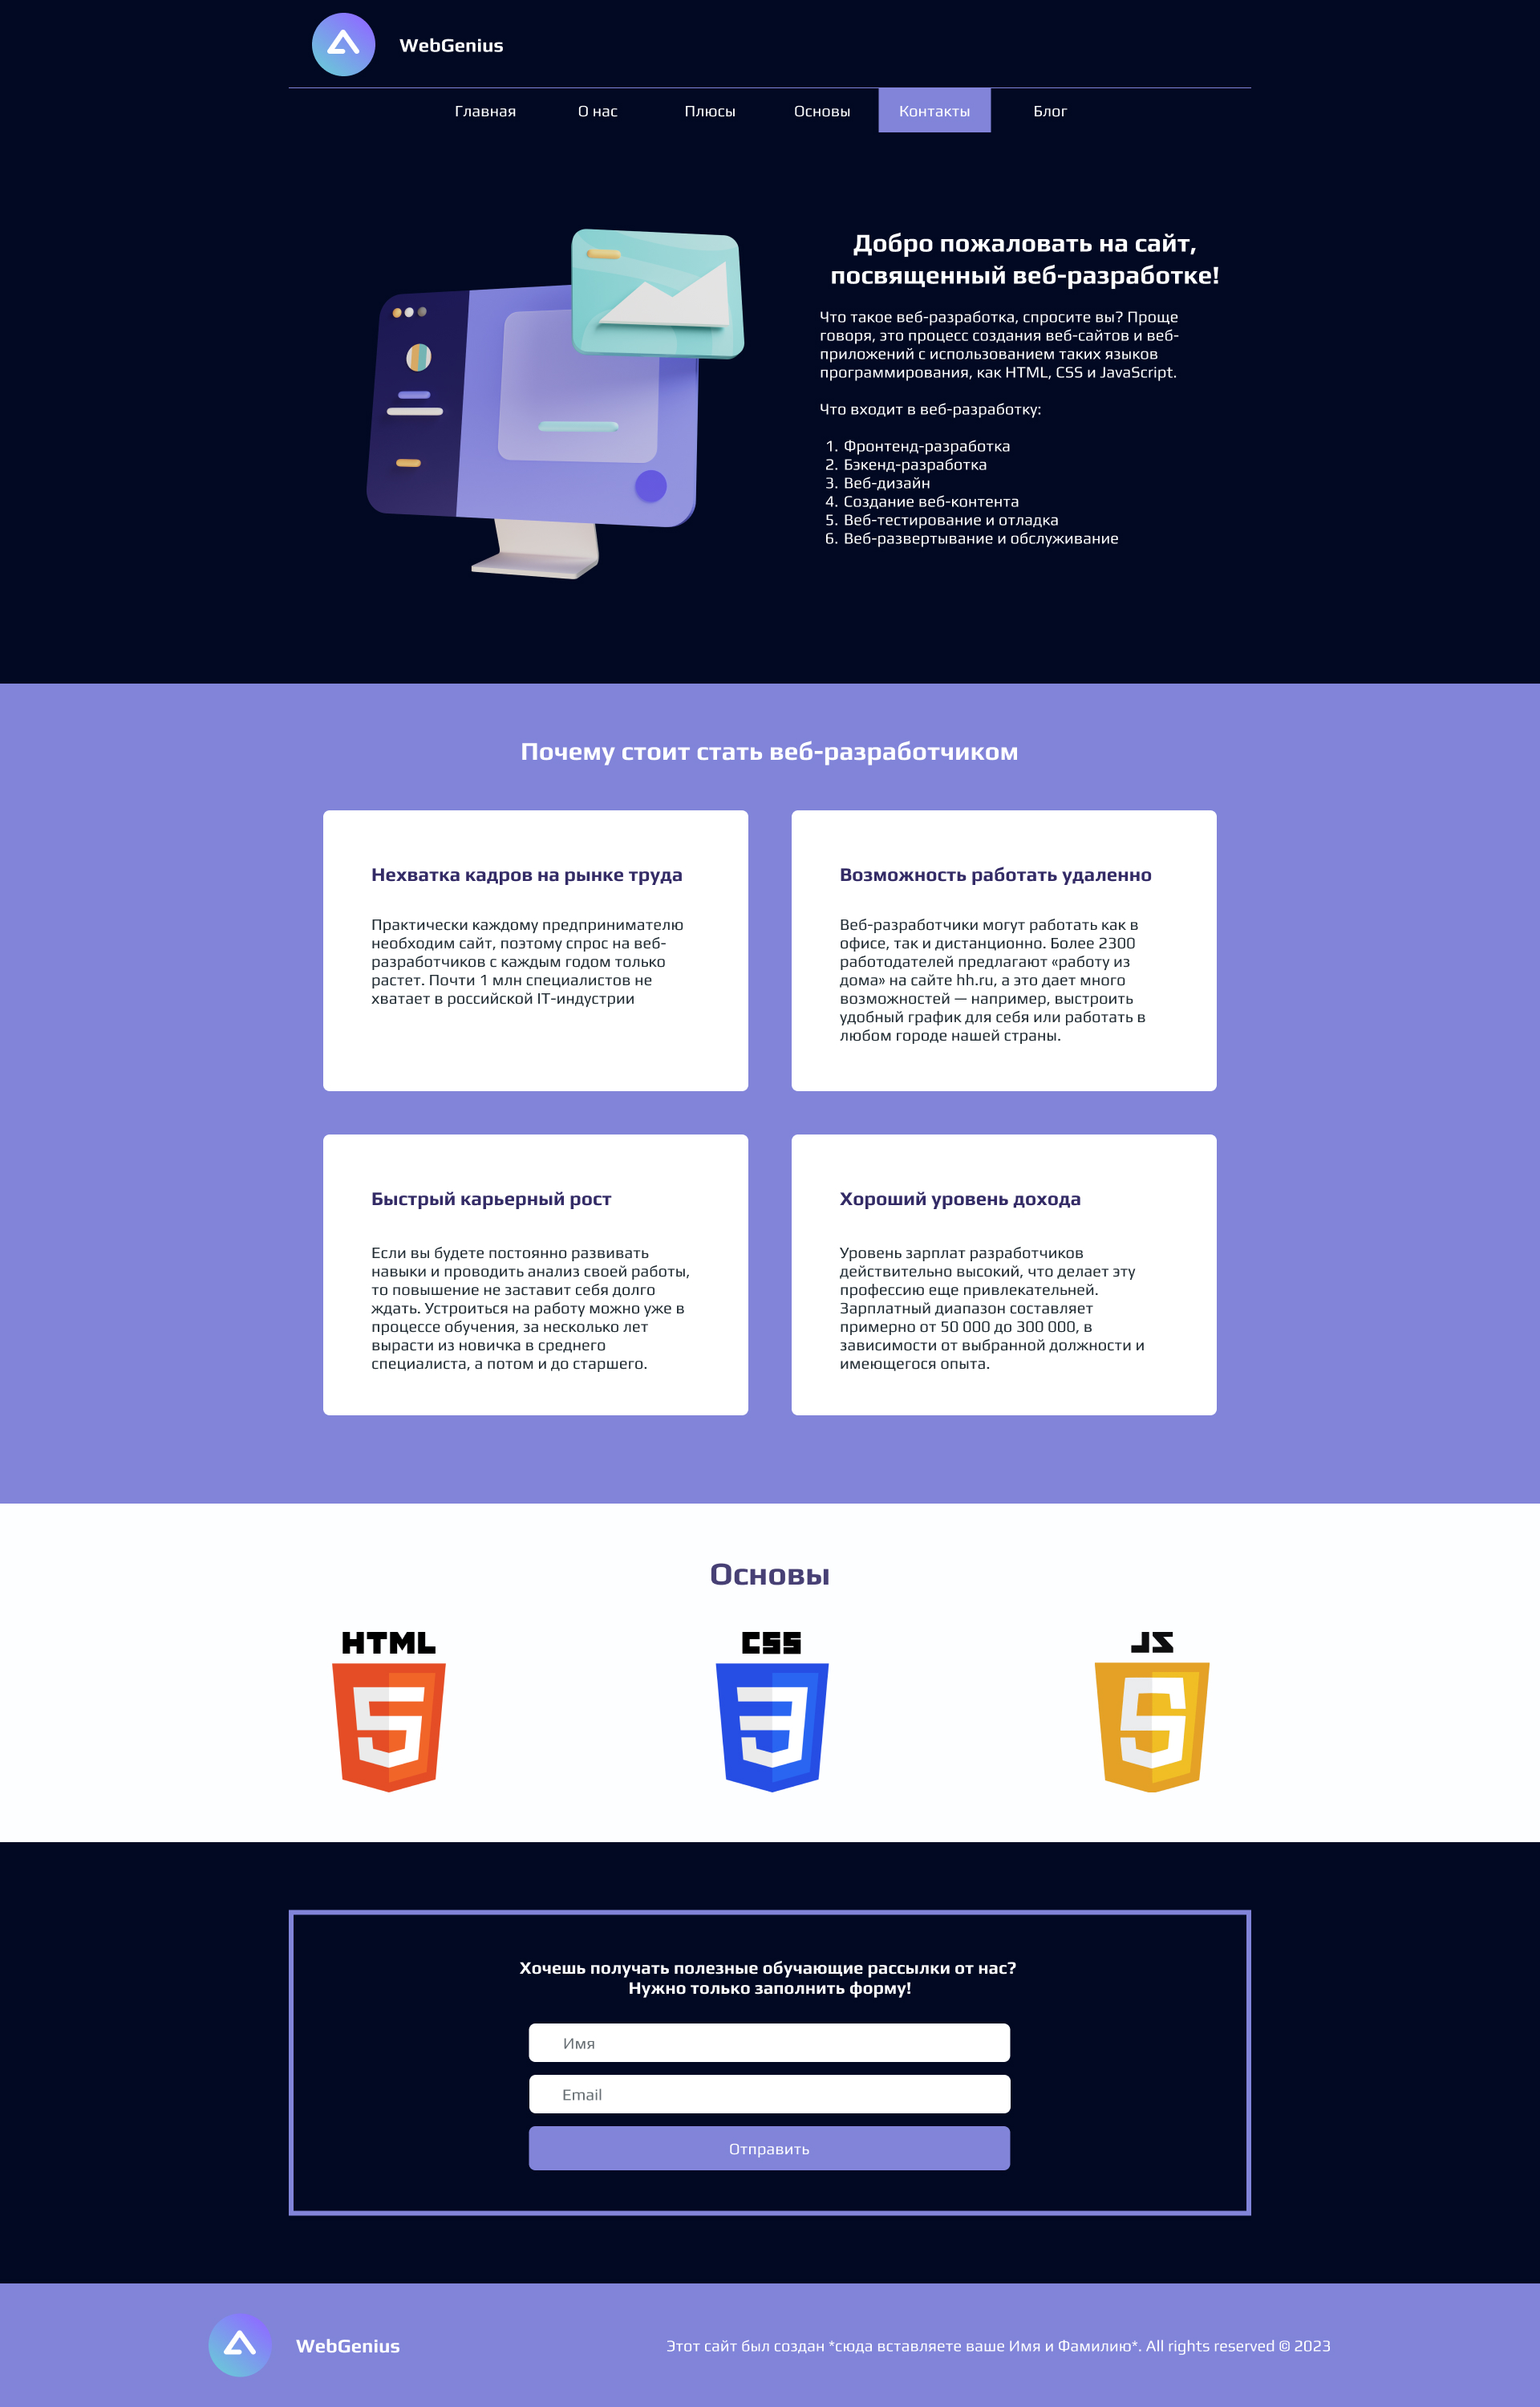 WebGenius
Главная О нас Плюсы Основы Контакты Блог
Добро пожаловать на сайт,
посвященный веб-разработке!
Что такое веб-разработка, спросите вы? Проще
говоря, это процесс создания веб-сайтов и веб-
приложений с использованием таких языков
программирования, как HTML, CSS и JavaScript.
Что входит в веб-разработку:
1. Фронтенд-разработка
2. Бэкенд-разработка
3. Веб-дизайн
4. Создание веб-контента
5. Веб-тестирование и отладка
6. Веб-развертывание и обслуживание
Почему стоит стать веб-разработчиком
Нехватка кадров на рынке труда
Практически каждому предпринимателю
необходим сайт, поэтому спрос на веб-
разработчиков с каждым годом только
растет. Почти 1 млн специалистов не
хватает в российской IT-индустрии
Возможность работать удаленно
Веб-разработчики могут работать как в
офисе, так и дистанционно. Более 2300
работодателей предлагают «работу из
дома» на сайте hh.ru, а это дает много
возможностей — например, выстроить
удобный график для себя или работать в
любом городе нашей страны.
Быстрый карьерный рост
Если вы будете постоянно развивать
навыки и проводить анализ своей работы,
то повышение не заставит себя долго
ждать. Устроиться на работу можно уже в
процессе обучения, за несколько лет
вырасти из новичка в среднего
специалиста, а потом и до старшего.
Хороший уровень дохода
Уровень зарплат разработчиков
действительно высокий, что делает эту
профессию еще привлекательней.
Зарплатный диапазон составляет
примерно от 50 000 до 300 000, в
зависимости от выбранной должности и
имеющегося опыта.
Основы
HTML
5
CSS
3
JS
5
Хочешь получать полезные обучающие рассылки от нас?
Нужно только заполнить форму!
Имя
Email
Отправить
WebGenius
Этот сайт был создан *сюда вставляете ваше Имя и Фамилию*. All rights reserved © 2023